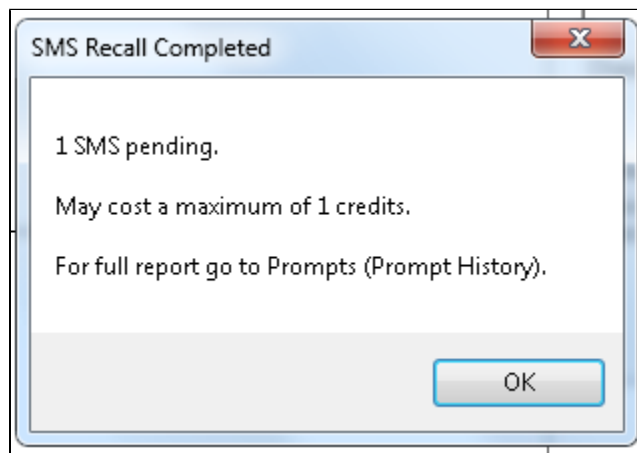 SMS Recall Completed
1 SMS pending.
May cost a maximum of 1 credits.
For full report go to Prompts (Prompt History).
OK